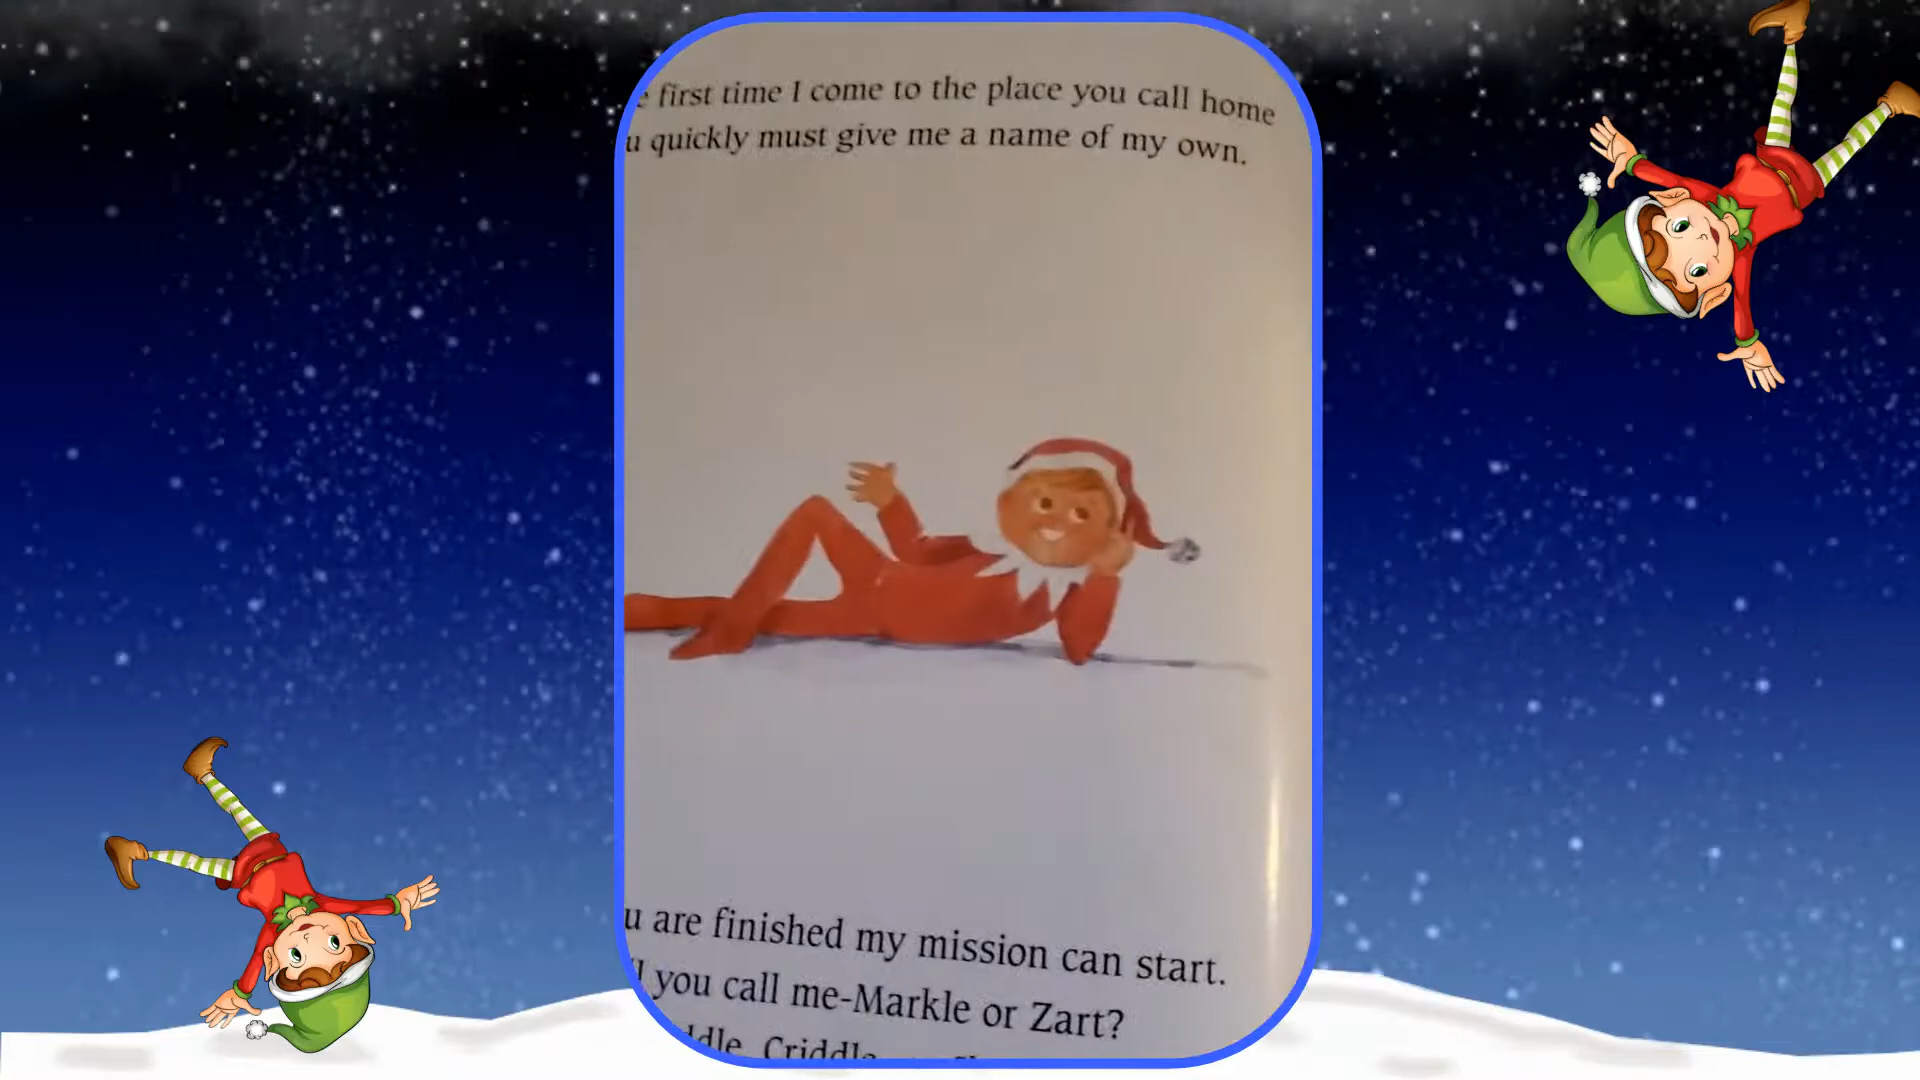 first time I come to the place you call home
quickly must give me a name of my own.
are finished my mission can start.
you call me-Markle or Zart?
Criddle